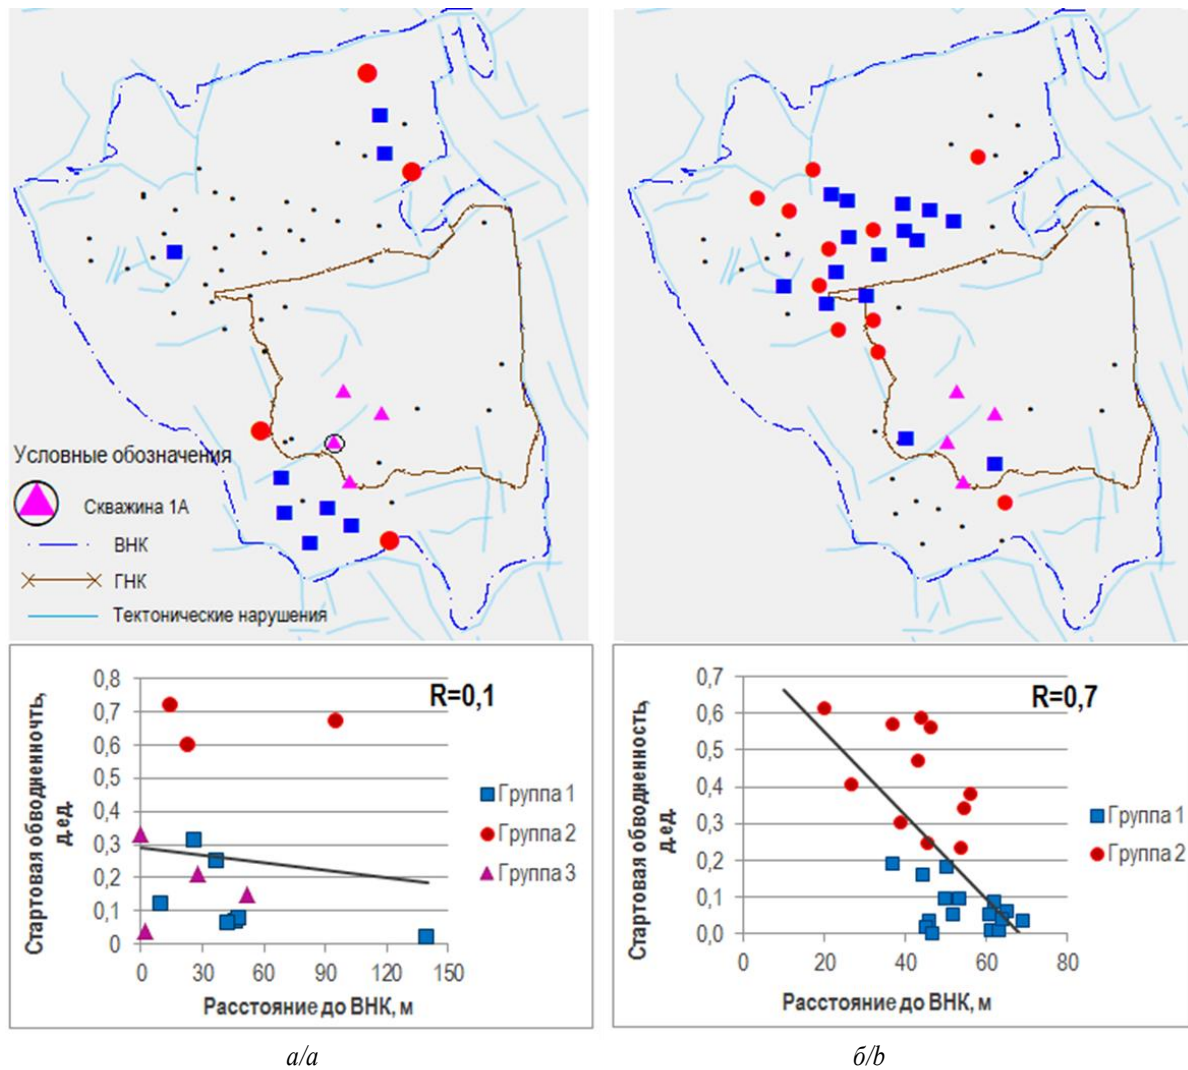 Условные обозначения
Скважина 1А
ВНК
ГНК
Тектонические нарушения
Стартовая обводненночть,
д.ед.
0,8
0,7
0,6
0,5
0,4
0,3
0,2
0,1
0
R=0,1
Группа 1
Группа 2
Группа 3
0 30 60 90 120 150
Расстояние до ВНК, м
Стартовая обводненность,
д.ед.
0,7
0,6
0,5
0,4
0,3
0,2
0,1
0,0
R=0,7
Группа 1
Группа 2
0 20 40 60 80
Расстояние до ВНК, м
а/a
б/b